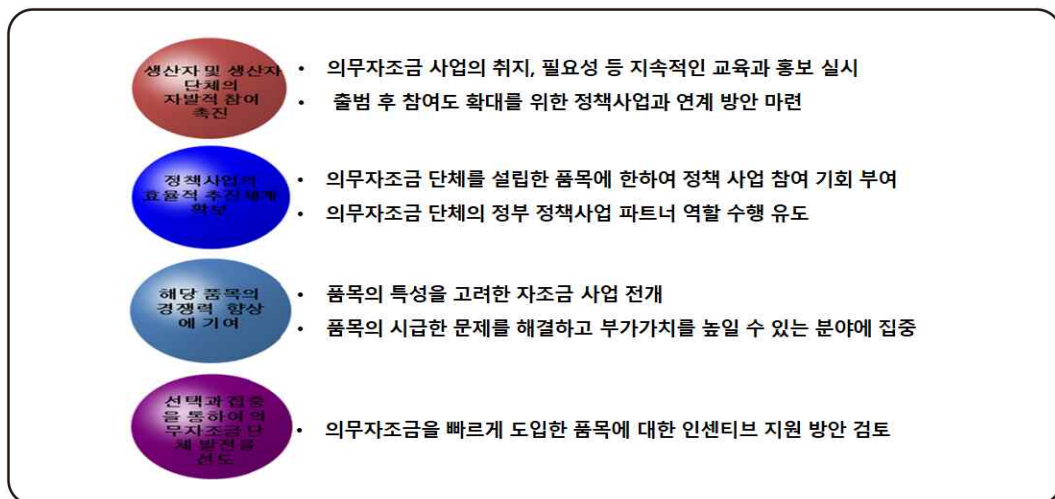 생산자 및 생산자
단체의
자발적 참여
촉진
• 의무자조금 사업의 취지, 필요성 등 지속적인 교육과 홍보 실시
• 출범 후 참여도 확대를 위한 정책사업과 연계 방안 마련
정책사업의
효율적 추진체계
확보
• 의무자조금 단체를 설립한 품목에 한하여 정책 사업 참여 기회 부여
• 의무자조금 단체의 정부 정책사업 파트너 역할 수행 유도
해당 품목의
경쟁력 향상
에 기여
• 품목의 특성을 고려한 자조금 사업 전개
• 품목의 시급한 문제를 해결하고 부가가치를 높일 수 있는 분야에 집중
선택과 집중
을 통하여 의
무자조금 단
체 발전을
선도
• 의무자조금을 빠르게 도입한 품목에 대한 인센티브 지원 방안 검토